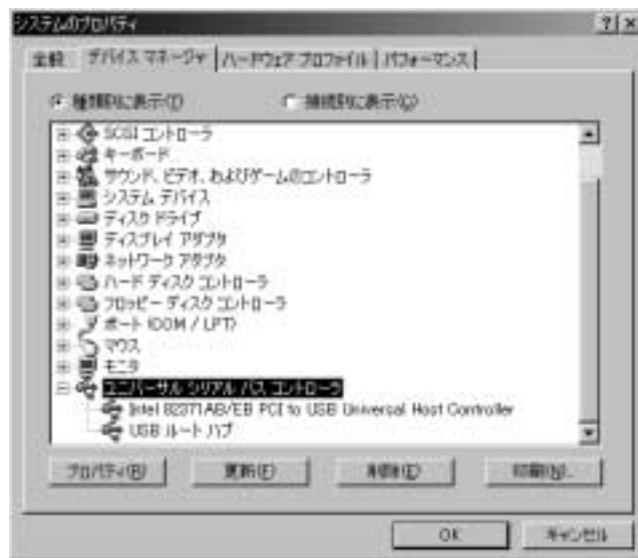 システムのプロパティ
全般 デバイス マネージャ ハードウェア プロファイル パフォーマンス
種類別に表示(T) 接続別に表示(C)
SCSI コントローラ
キーボード
サウンド、ビデオ、およびゲームのコントローラ
システム デバイス
ディスク ドライブ
ディスプレイ アダプタ
ネットワーク アダプタ
ハード ディスク コントローラ
フロッピー ディスク コントローラ
ポート (COM / LPT)
マウス
モニタ
ユニバーサル シリアル バス コントローラ
Intel 82371AB/EB PCI to USB Universal Host Controller
USB ルート ハブ
プロパティ(R) 更新(F) 削除(E) 印刷(N)...
OK キャンセル